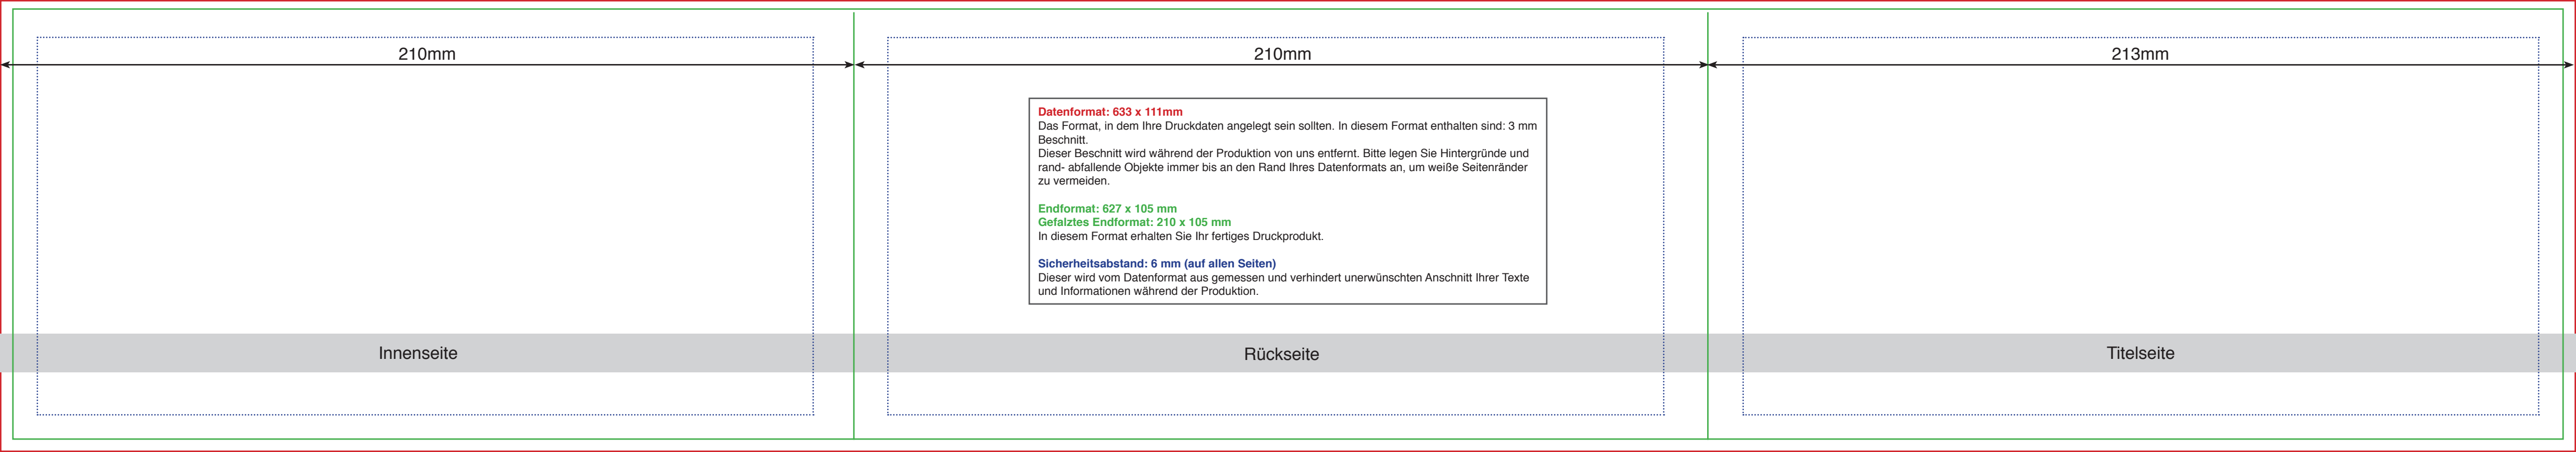 210mm
210mm
213mm
Datenformat: 633 x 111mm
Das Format, in dem Ihre Druckdaten angelegt sein sollten. In diesem Format enthalten sind: 3 mm
Beschnitt.
Dieser Beschnitt wird während der Produktion von uns entfernt. Bitte legen Sie Hintergründe und
rand- abfallende Objekte immer bis an den Rand Ihres Datenformats an, um weiße Seitenränder
zu vermeiden.
Endformat: 627 x 105 mm
Gefalztes Endformat: 210 x 105 mm
In diesem Format erhalten Sie Ihr fertiges Druckprodukt.
Sicherheitsabstand: 6 mm (auf allen Seiten)
Dieser wird vom Datenformat aus gemessen und verhindert unerwünschten Anschnitt Ihrer Texte
und Informationen während der Produktion.
Innenseite
Rückseite
Titelseite